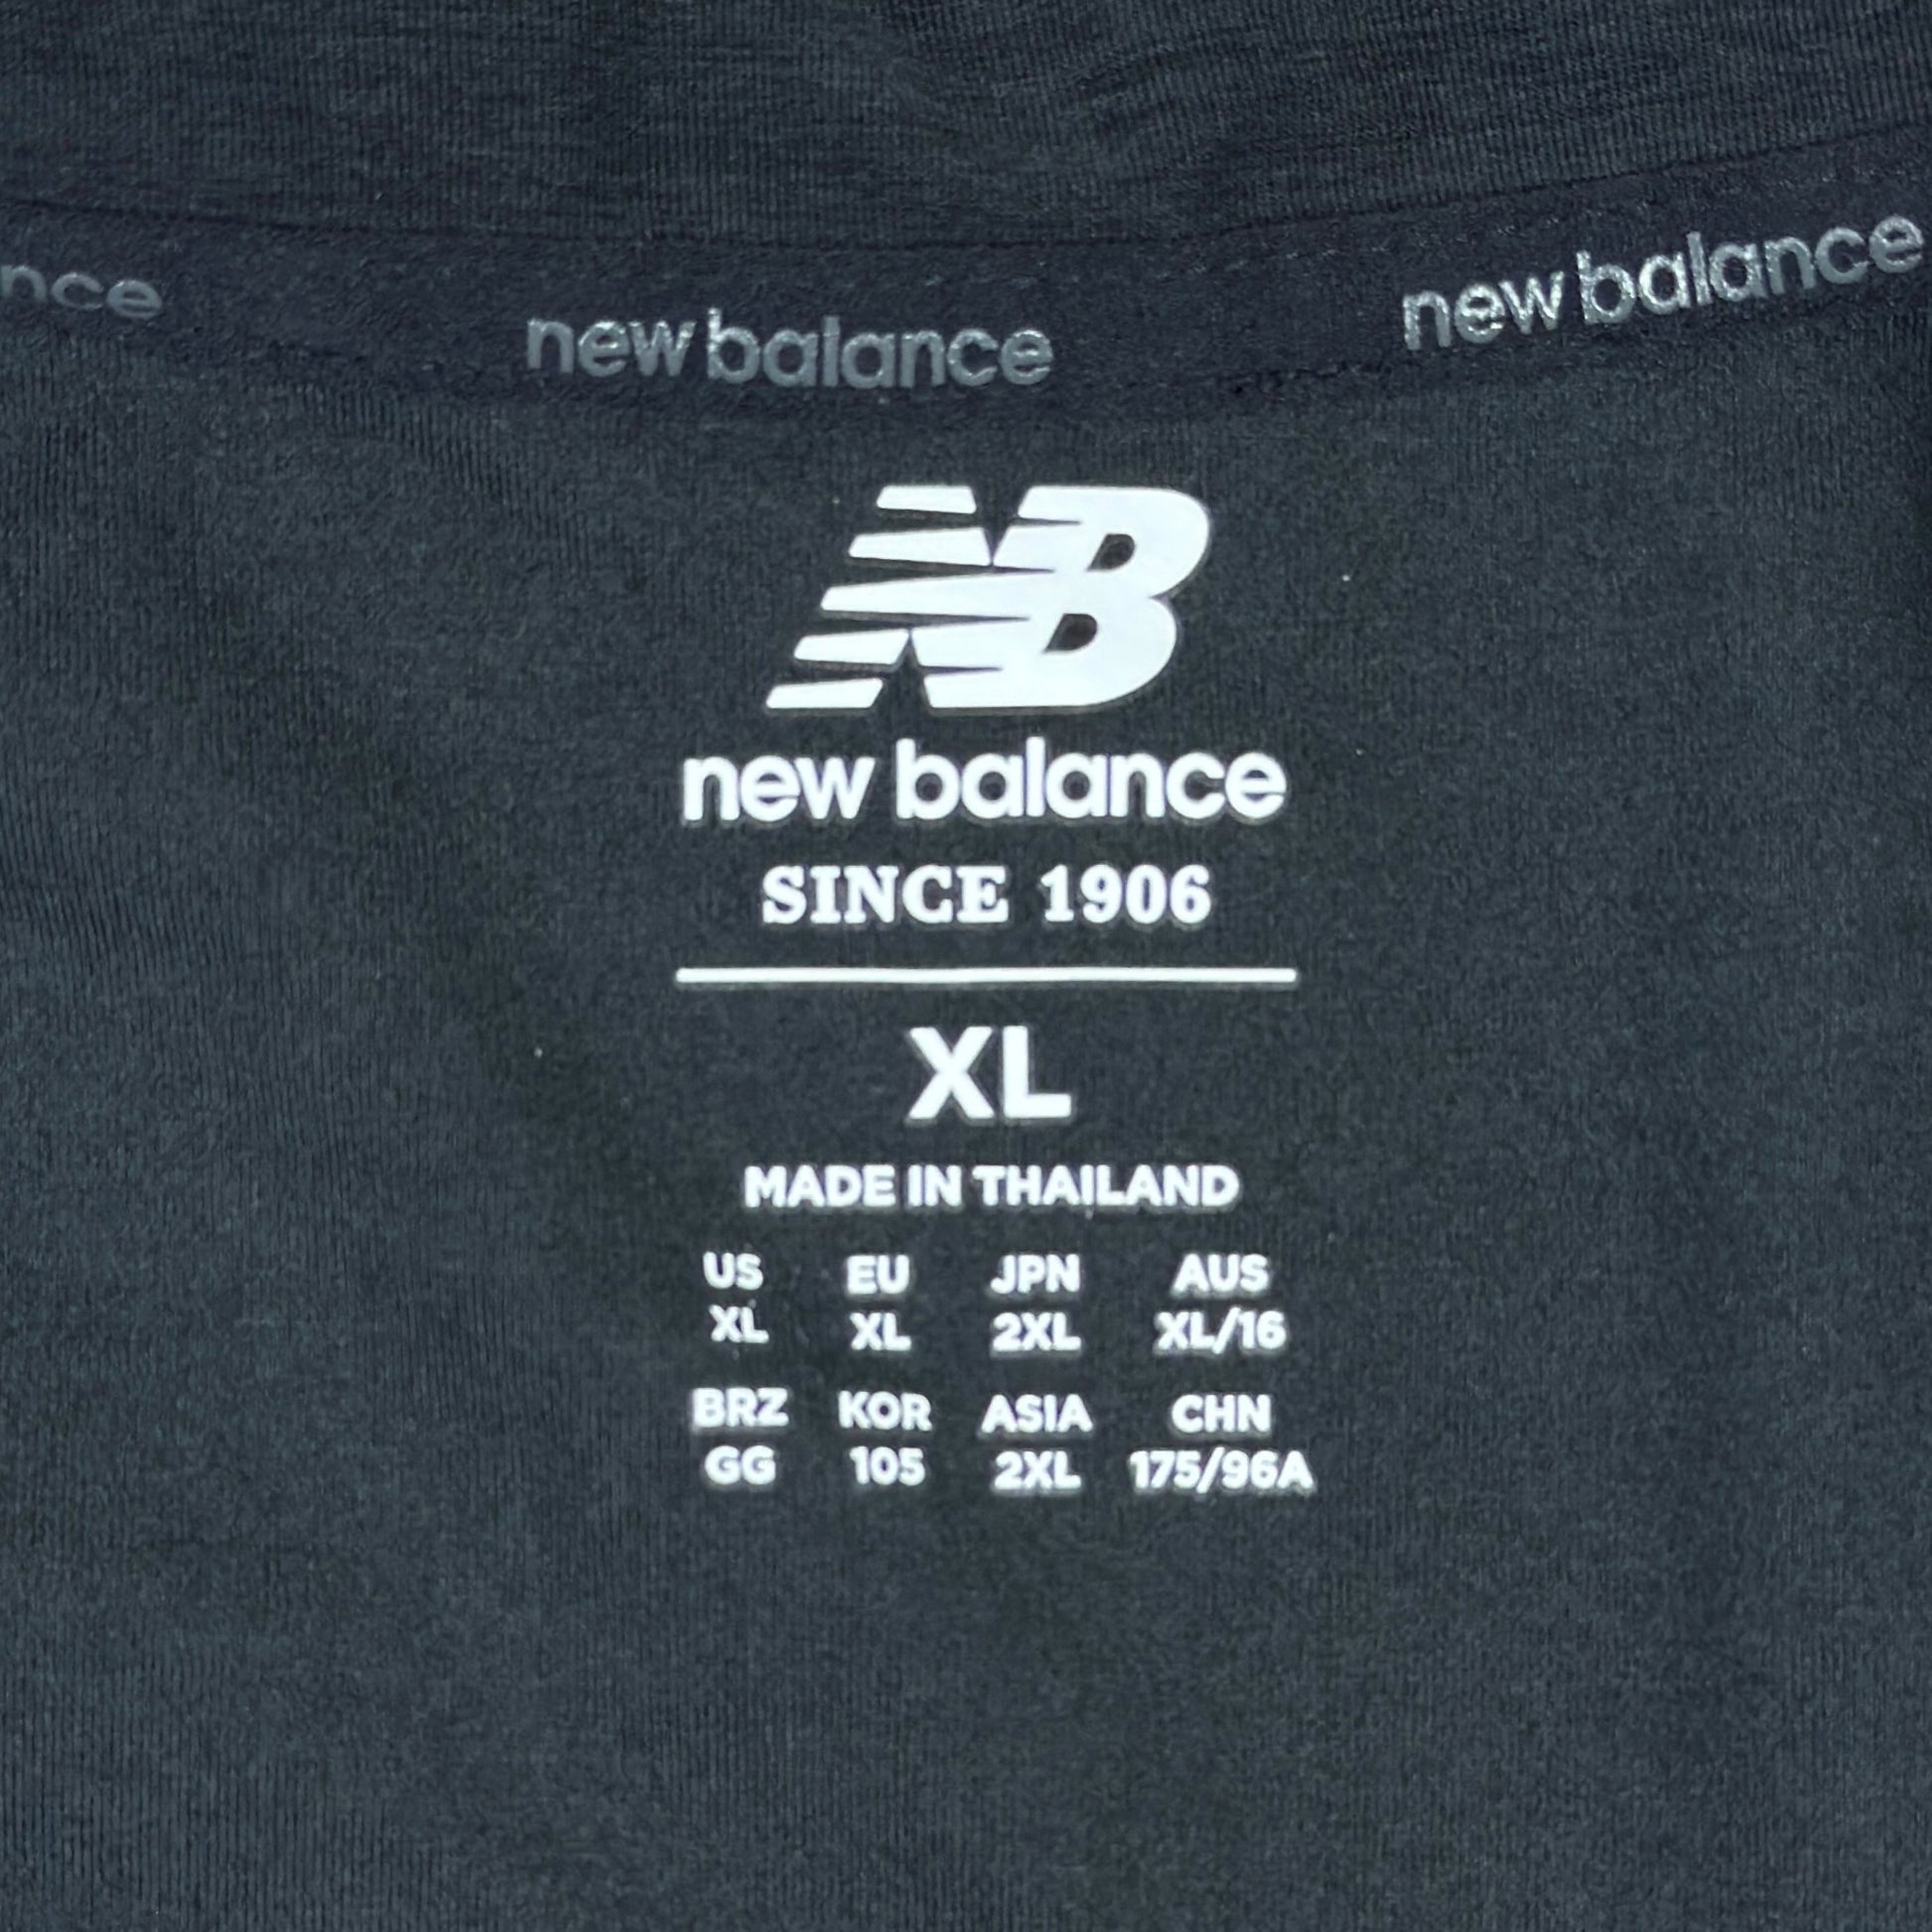 nce new balance new balance
NB
new balance
SINCE 1906
XL
MADE IN THAILAND
US EU JPN AUS
XL XL 2XL XL/16
BRZ KOR ASIA CHN
GG 105 2XL 175/96A